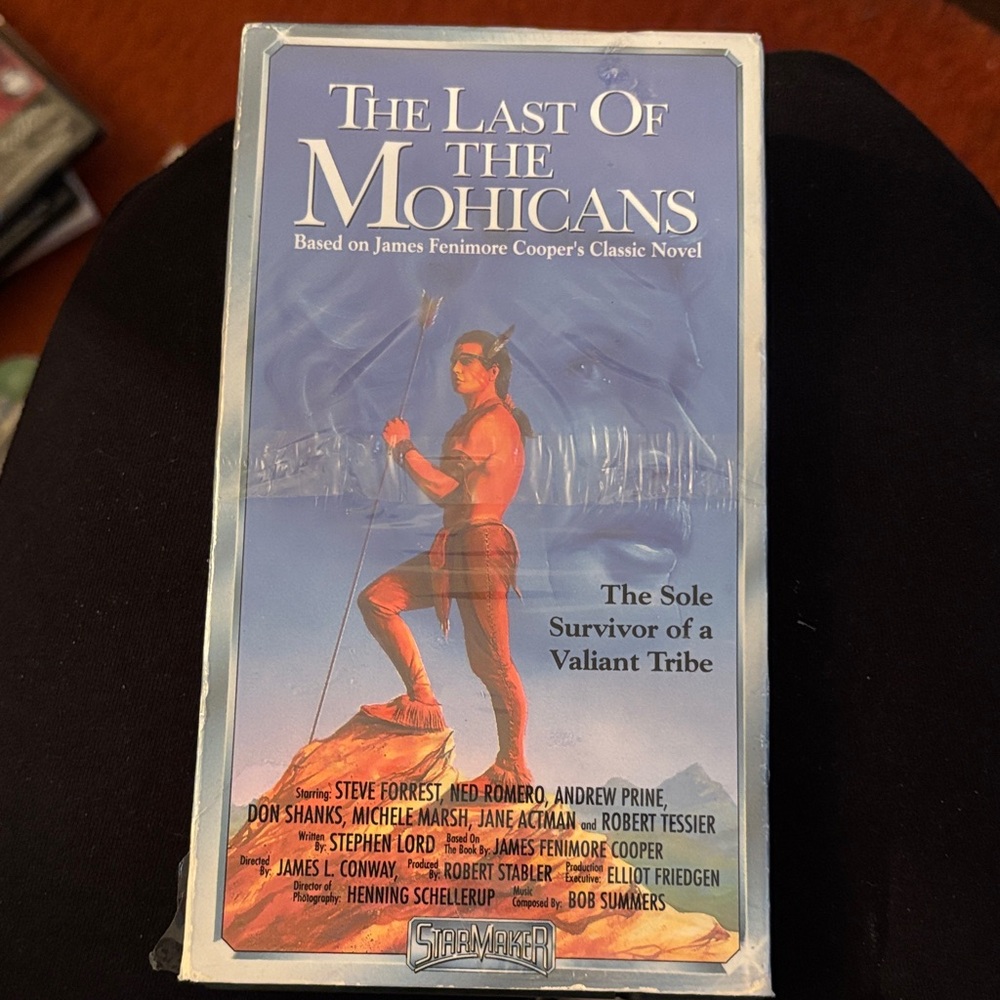 THE LAST OF
THE
MOHICANS
Based on James Fenimore Cooper's Classic Novel
The Sole
Survivor of a
Valiant Tribe
Starring: STEVE FORREST, NED ROMERO, ANDREW PRINE,
DON SHANKS, MICHELE MARSH, JANE ACTMAN and ROBERT TESSIER
Written By: STEPHEN LORD Based On The Book By: JAMES FENIMORE COOPER
Directed By: JAMES L. CONWAY, Produced By: ROBERT STABLER Production Executive: ELLIOT FRIEDGEN
Director of Photography: HENNING SCHELLERUP Music Composed By: BOB SUMMERS
STARMAKER